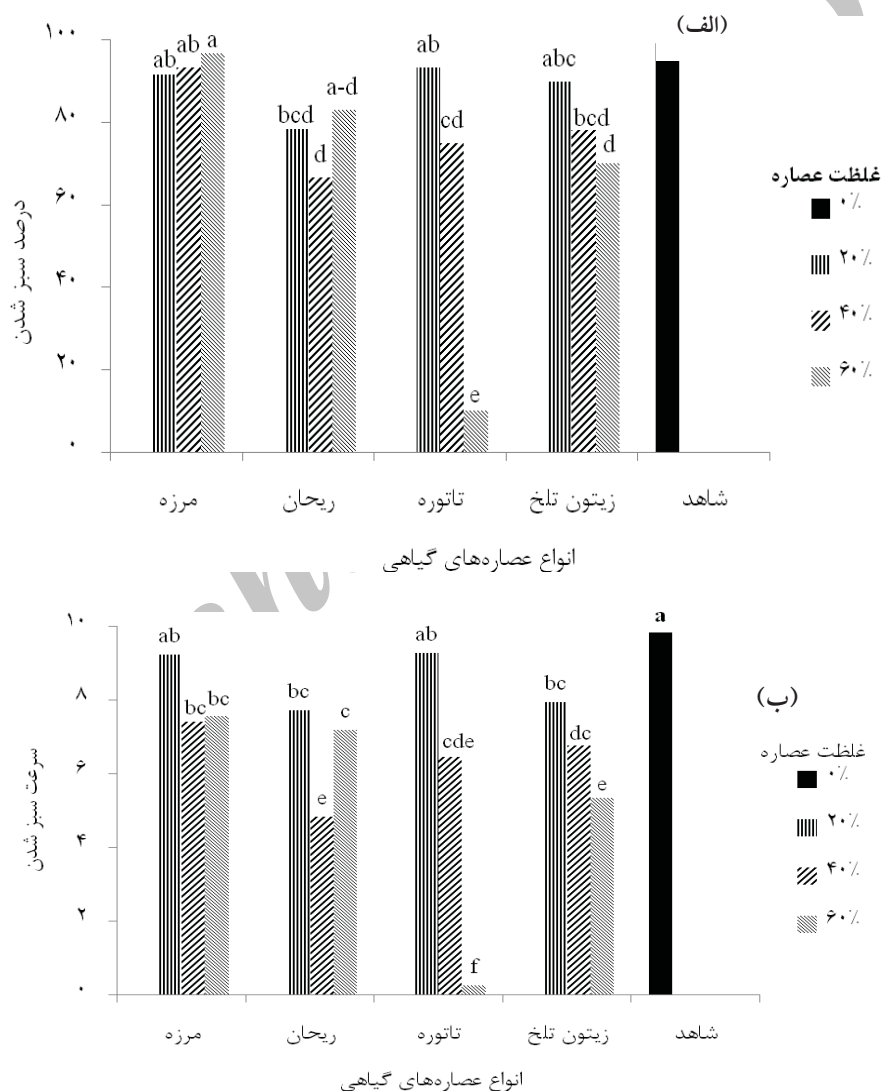 (الف)
درصد سبز شدن
۱۰۰
۸۰
۶۰
۴۰
۲۰
۰
ab ab a
bcd d a-d
ab cd e
abc bcd d
غلظت عصاره
۰٪
۲۰٪
۴۰٪
۶۰٪
مرزه ریحان تاتوره زیتون تلخ شاهد
انواع عصاره‌های گیاهی
(ب)
سرعت سبز شدن
۱۰
۸
۶
۴
۲
۰
ab bc bc
bc e c
ab cde f
bc dc e
a
غلظت عصاره
۰٪
۲۰٪
۴۰٪
۶۰٪
مرزه ریحان تاتوره زیتون تلخ شاهد
انواع عصاره‌های گیاهی